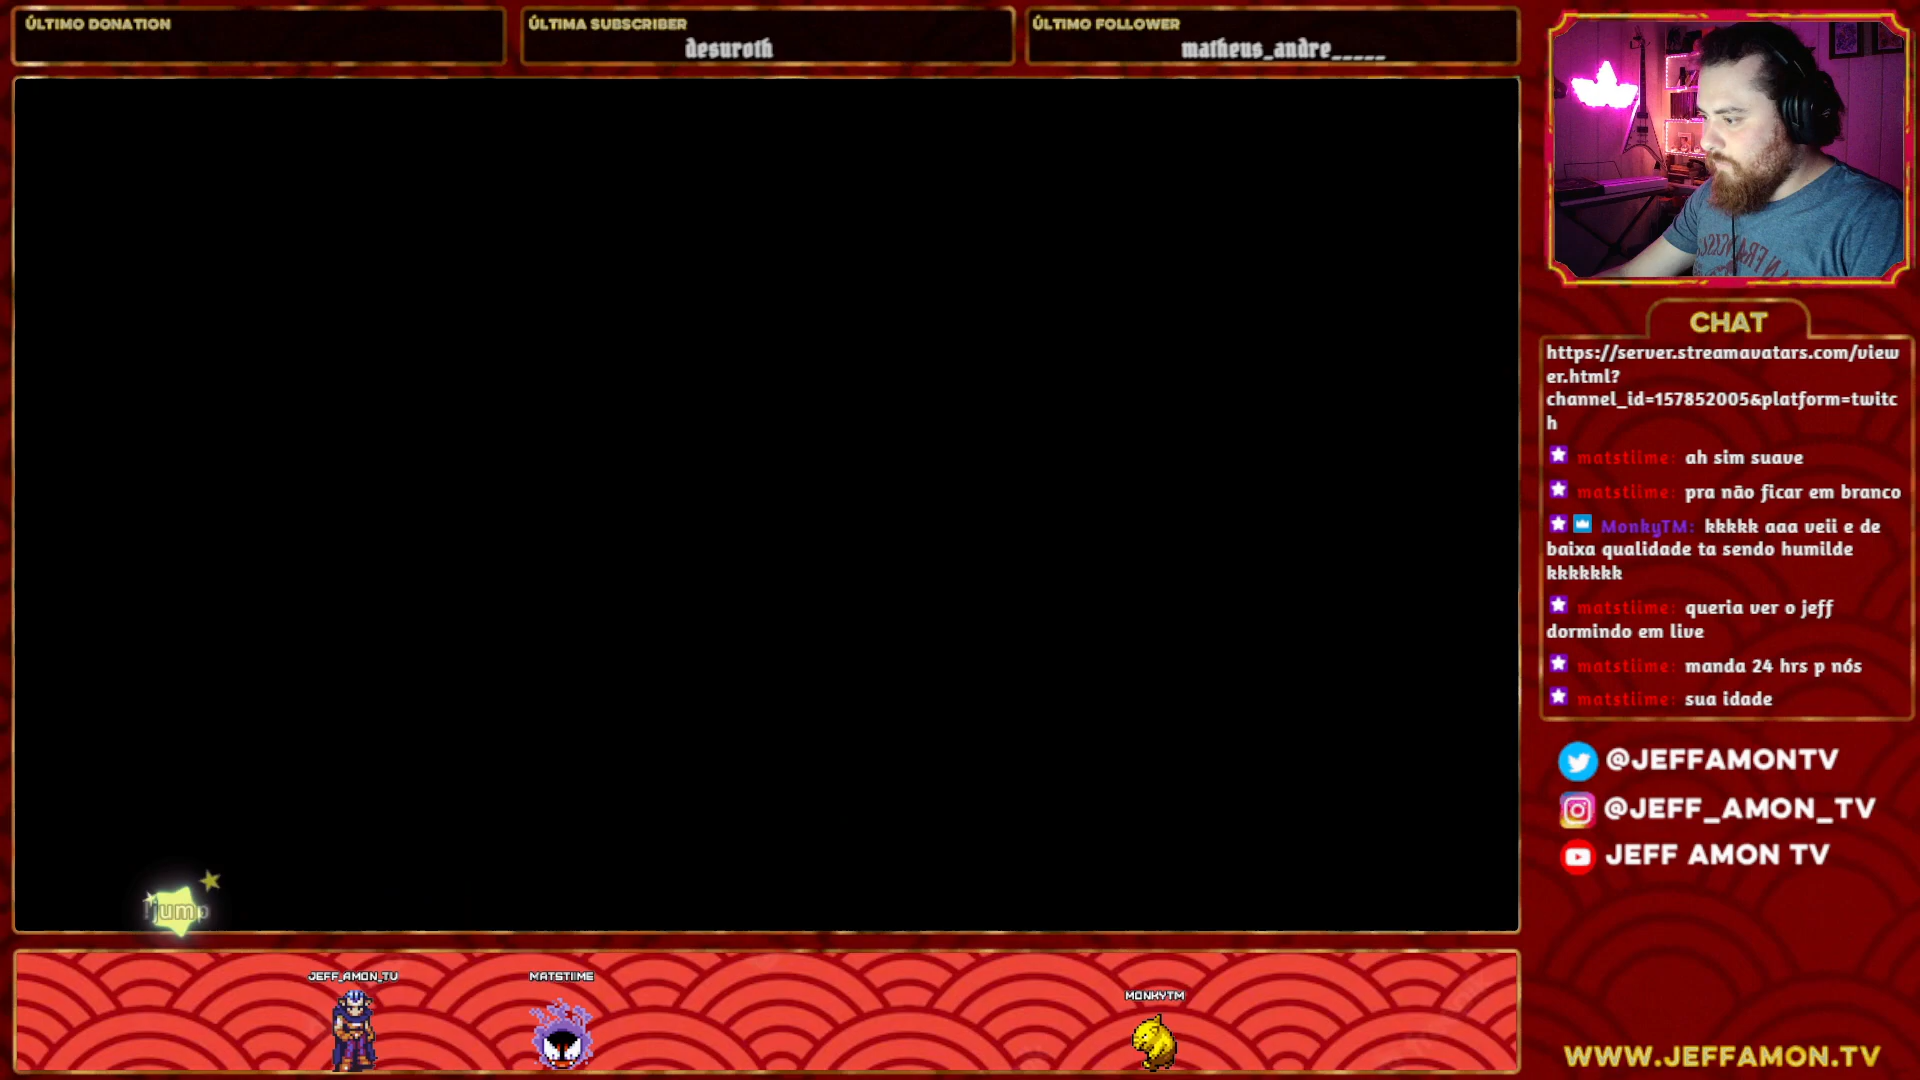 ÚLTIMO DONATION
ÚLTIMA SUBSCRIBER
desuroth
ÚLTIMO FOLLOWER
matheus_andre_____
CHAT
https://server.streamavatars.com/view
er.html?
channel_id=157852005&platform=twitc
h
matstiime: ah sim suave
matstiime: pra não ficar em branco
MonkyTM: kkkkk aaa veii e de
baixa qualidade ta sendo humilde
kkkkkkk
matstiime: queria ver o jeff
dormindo em live
matstiime: manda 24 hrs p nós
matstiime: sua idade
@JEFFAMONTV
@JEFF_AMON_TV
JEFF AMON TV
!jump
JEFF_AMON_TV
MATSTIIME
MONKYTM
WWW.JEFFAMON.TV